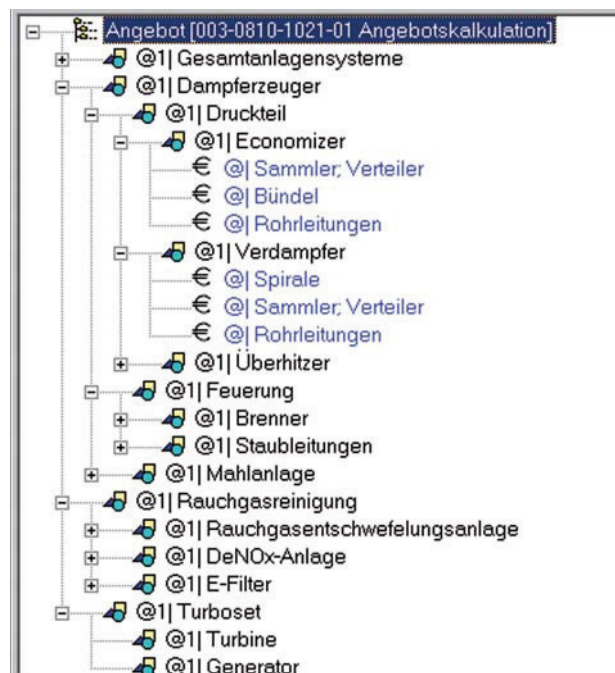 Angebot [003-0810-1021-01 Angebotskalkulation]
@1| Gesamtanlagensysteme
@1| Dampferzeuger
@1| Druckteil
@1| Economizer
€ @| Sammler; Verteiler
€ @| Bündel
€ @| Rohrleitungen
@1| Verdampfer
€ @| Spirale
€ @| Sammler; Verteiler
€ @| Rohrleitungen
@1| Überhitzer
@1| Feuerung
@1| Brenner
@1| Staubleitungen
@1| Mahlanlage
@1| Rauchgasreinigung
@1| Rauchgasentschwefelungsanlage
@1| DeNOx-Anlage
@1| E-Filter
@1| Turboset
@1| Turbine
@1| Generator